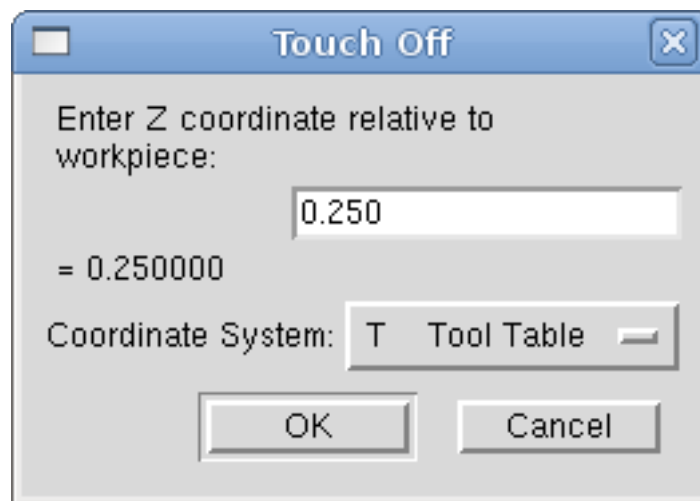 Touch Off
Enter Z coordinate relative to
workpiece:
0.250
= 0.250000
Coordinate System: T Tool Table
OK Cancel